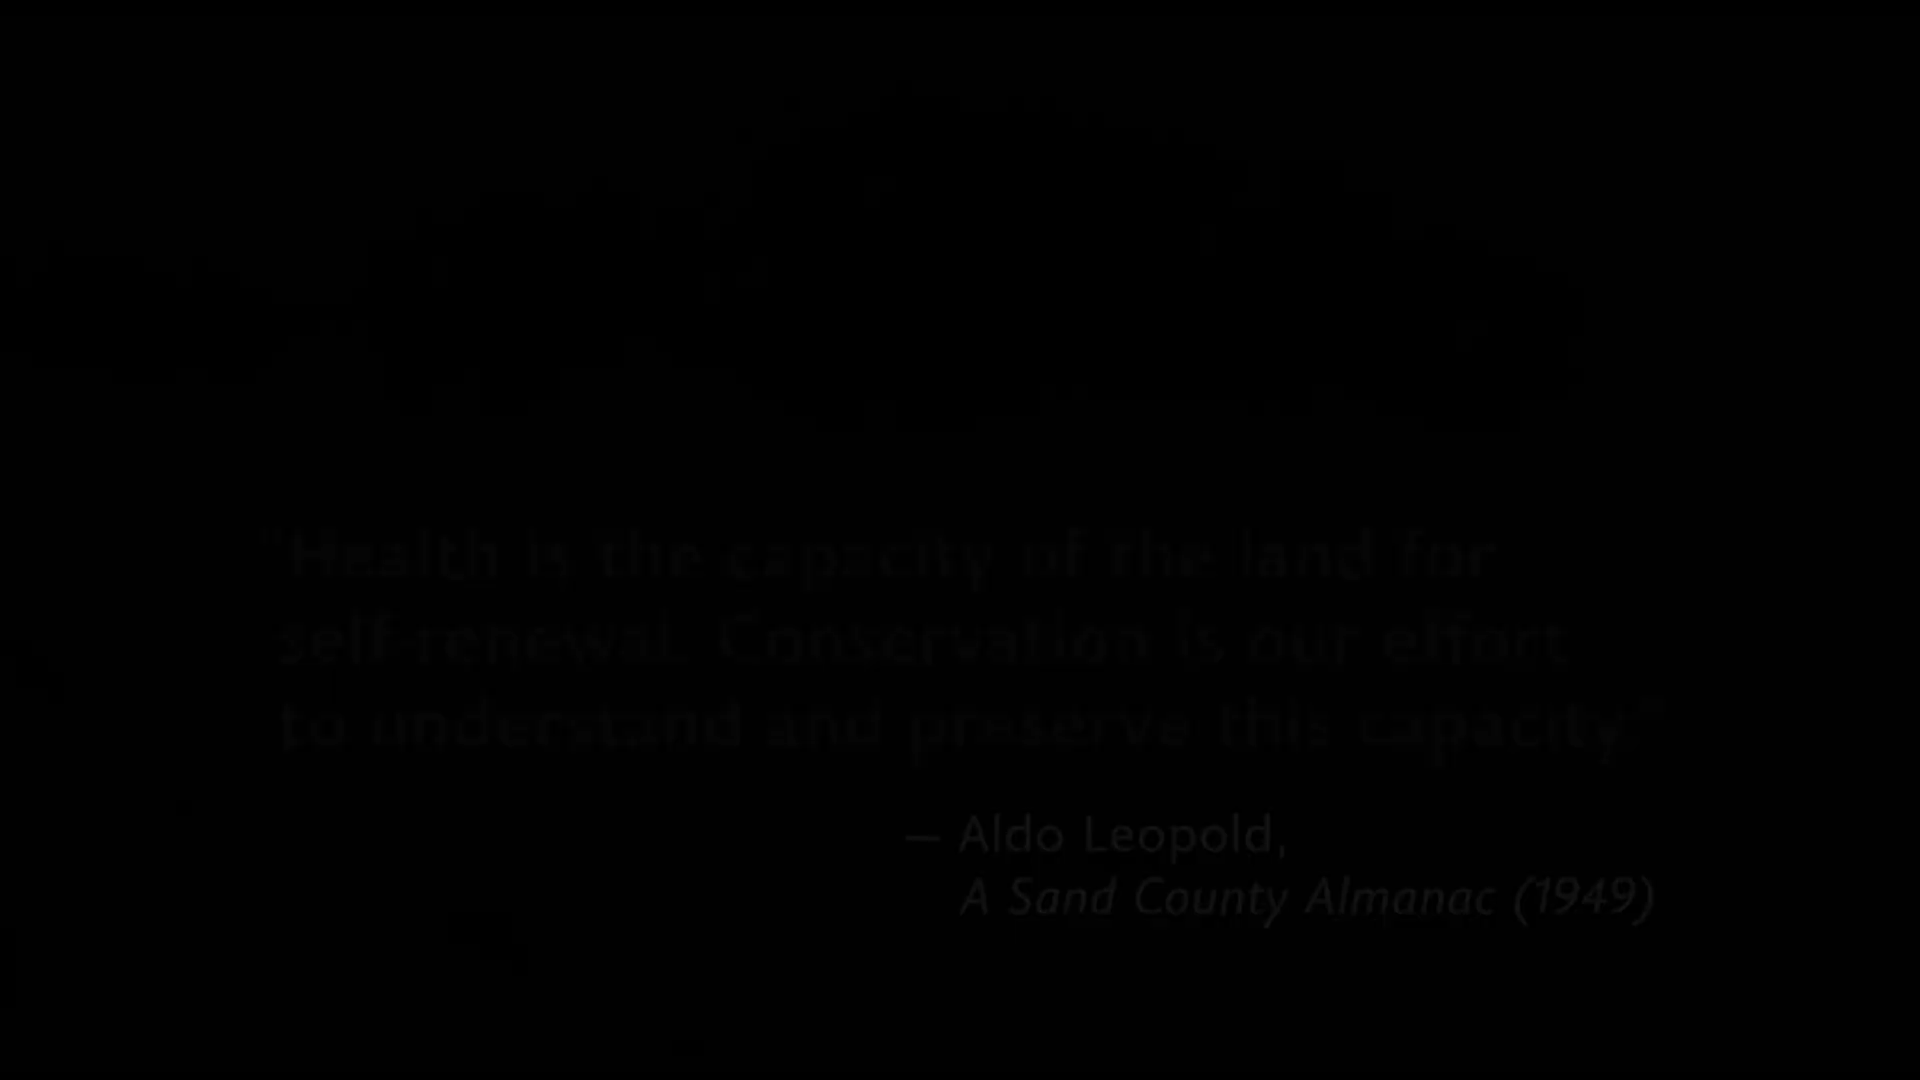 "Health is the capacity of the land for
self-renewal. Conservation is our effort
to understand and preserve this capacity."
— Aldo Leopold,
A Sand County Almanac (1949)